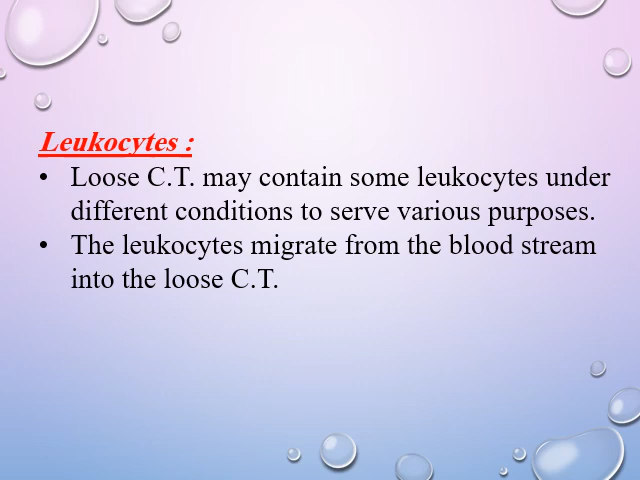 Leukocytes :
• Loose C.T. may contain some leukocytes under
different conditions to serve various purposes.
• The leukocytes migrate from the blood stream
into the loose C.T.